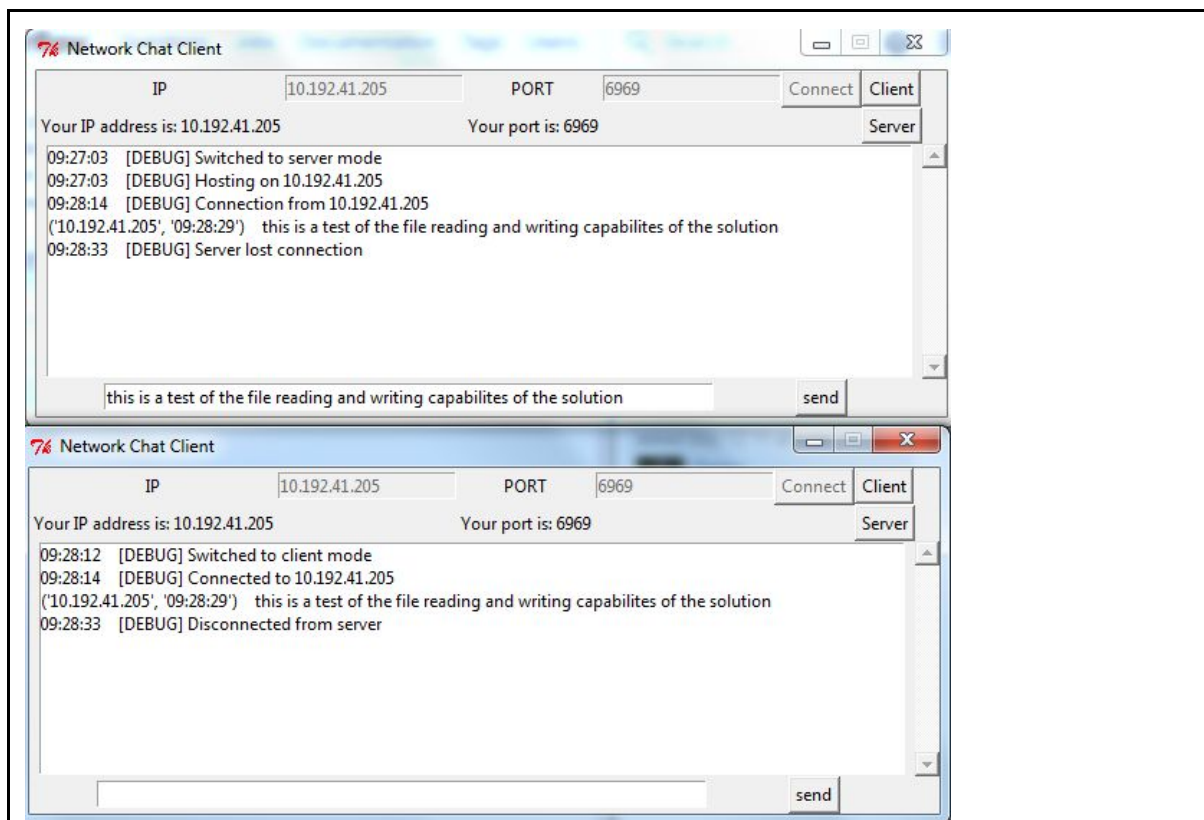 Network Chat Client
IP 10.192.41.205 PORT 6969 Connect Client
Your IP address is: 10.192.41.205 Your port is: 6969 Server
09:27:03 [DEBUG] Switched to server mode
09:27:03 [DEBUG] Hosting on 10.192.41.205
09:28:14 [DEBUG] Connection from 10.192.41.205
('10.192.41.205', '09:28:29') this is a test of the file reading and writing capabilites of the solution
09:28:33 [DEBUG] Server lost connection
this is a test of the file reading and writing capabilites of the solution send
Network Chat Client
IP 10.192.41.205 PORT 6969 Connect Client
Your IP address is: 10.192.41.205 Your port is: 6969 Server
09:28:12 [DEBUG] Switched to client mode
09:28:14 [DEBUG] Connected to 10.192.41.205
('10.192.41.205', '09:28:29') this is a test of the file reading and writing capabilites of the solution
09:28:33 [DEBUG] Disconnected from server
send